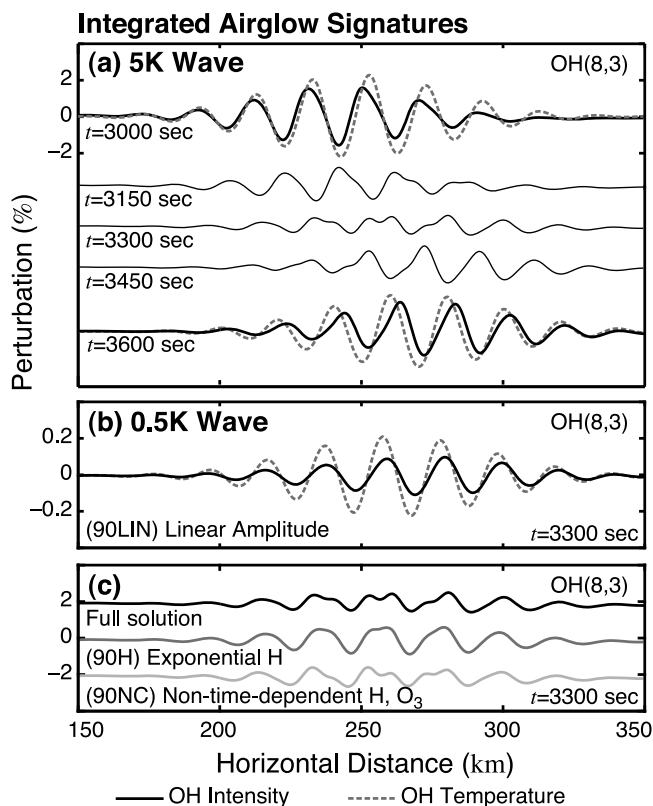 Integrated Airglow Signatures
(a) 5K Wave
OH(8,3)
2
0
−2
t=3000 sec
t=3150 sec
t=3300 sec
t=3450 sec
t=3600 sec
Perturbation (%)
(b) 0.5K Wave
OH(8,3)
0.2
0
−0.2
(90LIN) Linear Amplitude
t=3300 sec
(c)
OH(8,3)
2
0
−2
Full solution
(90H) Exponential H
(90NC) Non-time-dependent H, O₃
t=3300 sec
150 200 250 300 350
Horizontal Distance (km)
OH Intensity OH Temperature